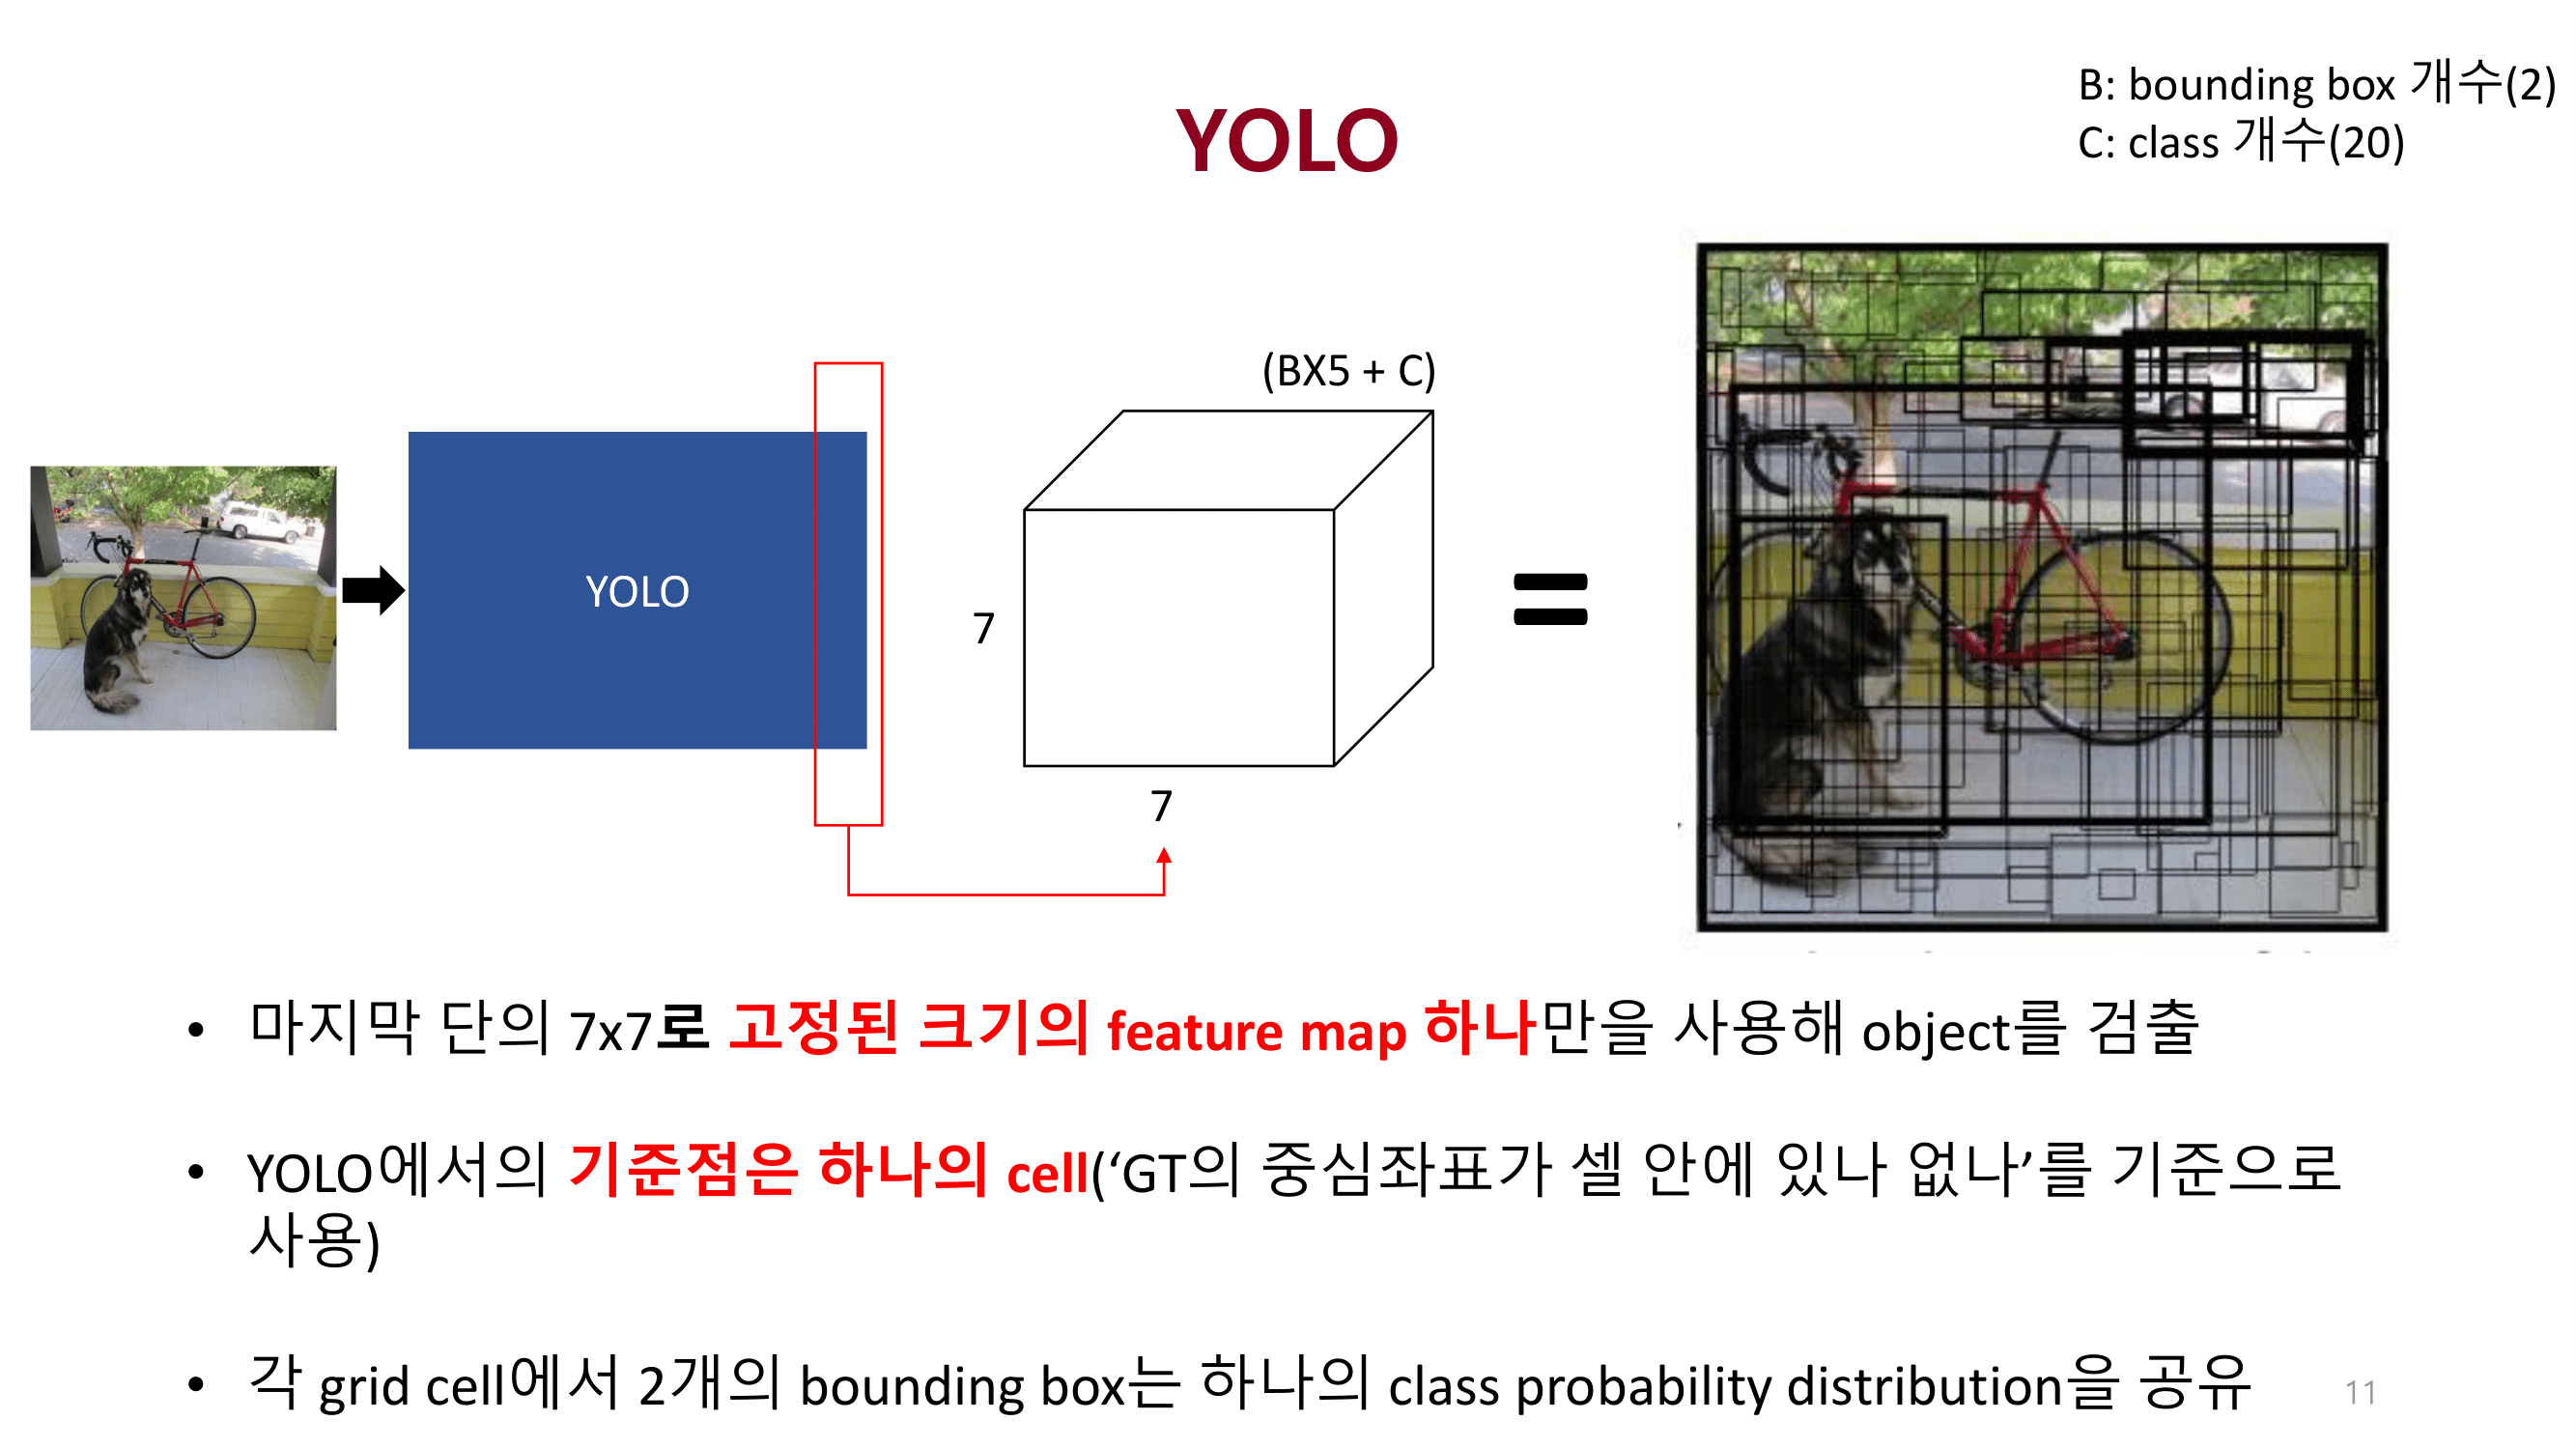 B: bounding box 개수(2)
C: class 개수(20)
YOLO
(BX5 + C)
YOLO
7
7
• 마지막 단의 7x7로 고정된 크기의 feature map 하나만을 사용해 object를 검출
• YOLO에서의 기준점은 하나의 cell(‘GT의 중심좌표가 셀 안에 있나 없나’를 기준으로
사용)
• 각 grid cell에서 2개의 bounding box는 하나의 class probability distribution을 공유
11